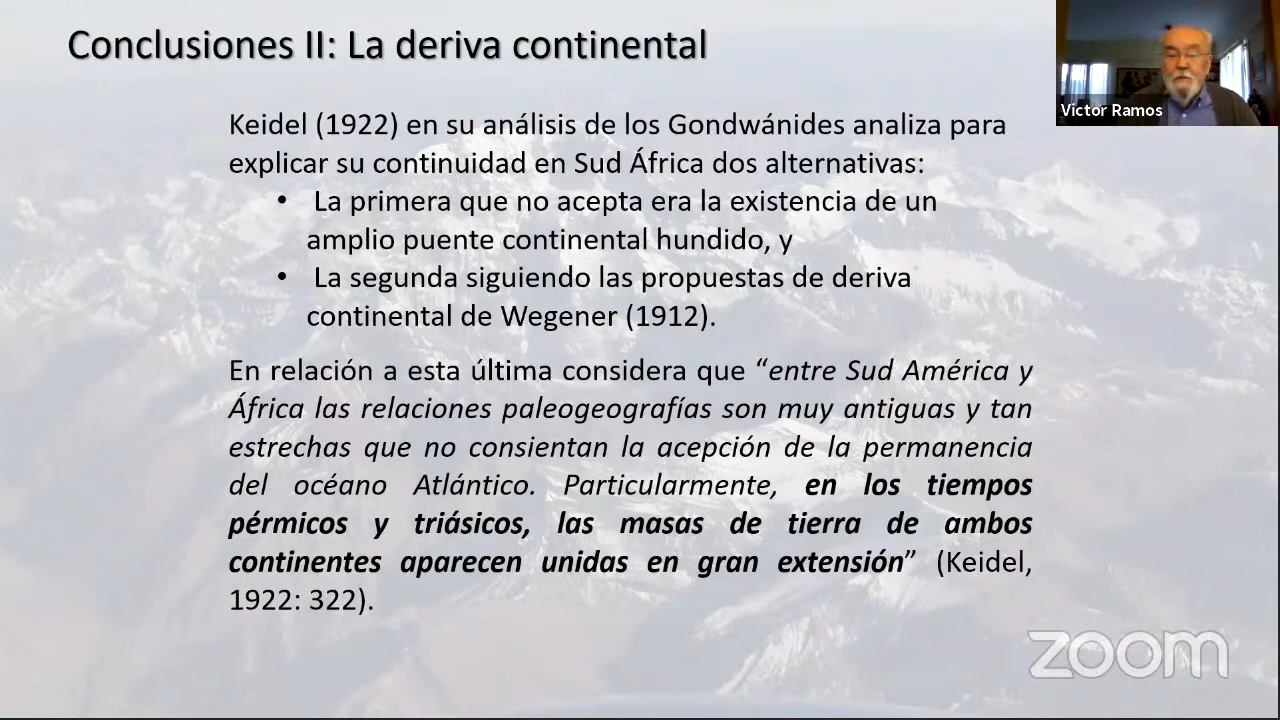 Conclusiones II: La deriva continental
Victor Ramos
Keidel (1922) en su análisis de los Gondwánides analiza para
explicar su continuidad en Sud África dos alternativas:
• La primera que no acepta era la existencia de un
amplio puente continental hundido, y
• La segunda siguiendo las propuestas de deriva
continental de Wegener (1912).
En relación a esta última considera que “entre Sud América y
África las relaciones paleogeografías son muy antiguas y tan
estrechas que no consientan la acepción de la permanencia
del océano Atlántico. Particularmente, en los tiempos
pérmicos y triásicos, las masas de tierra de ambos
continentes aparecen unidas en gran extensión” (Keidel,
1922: 322).
zoom